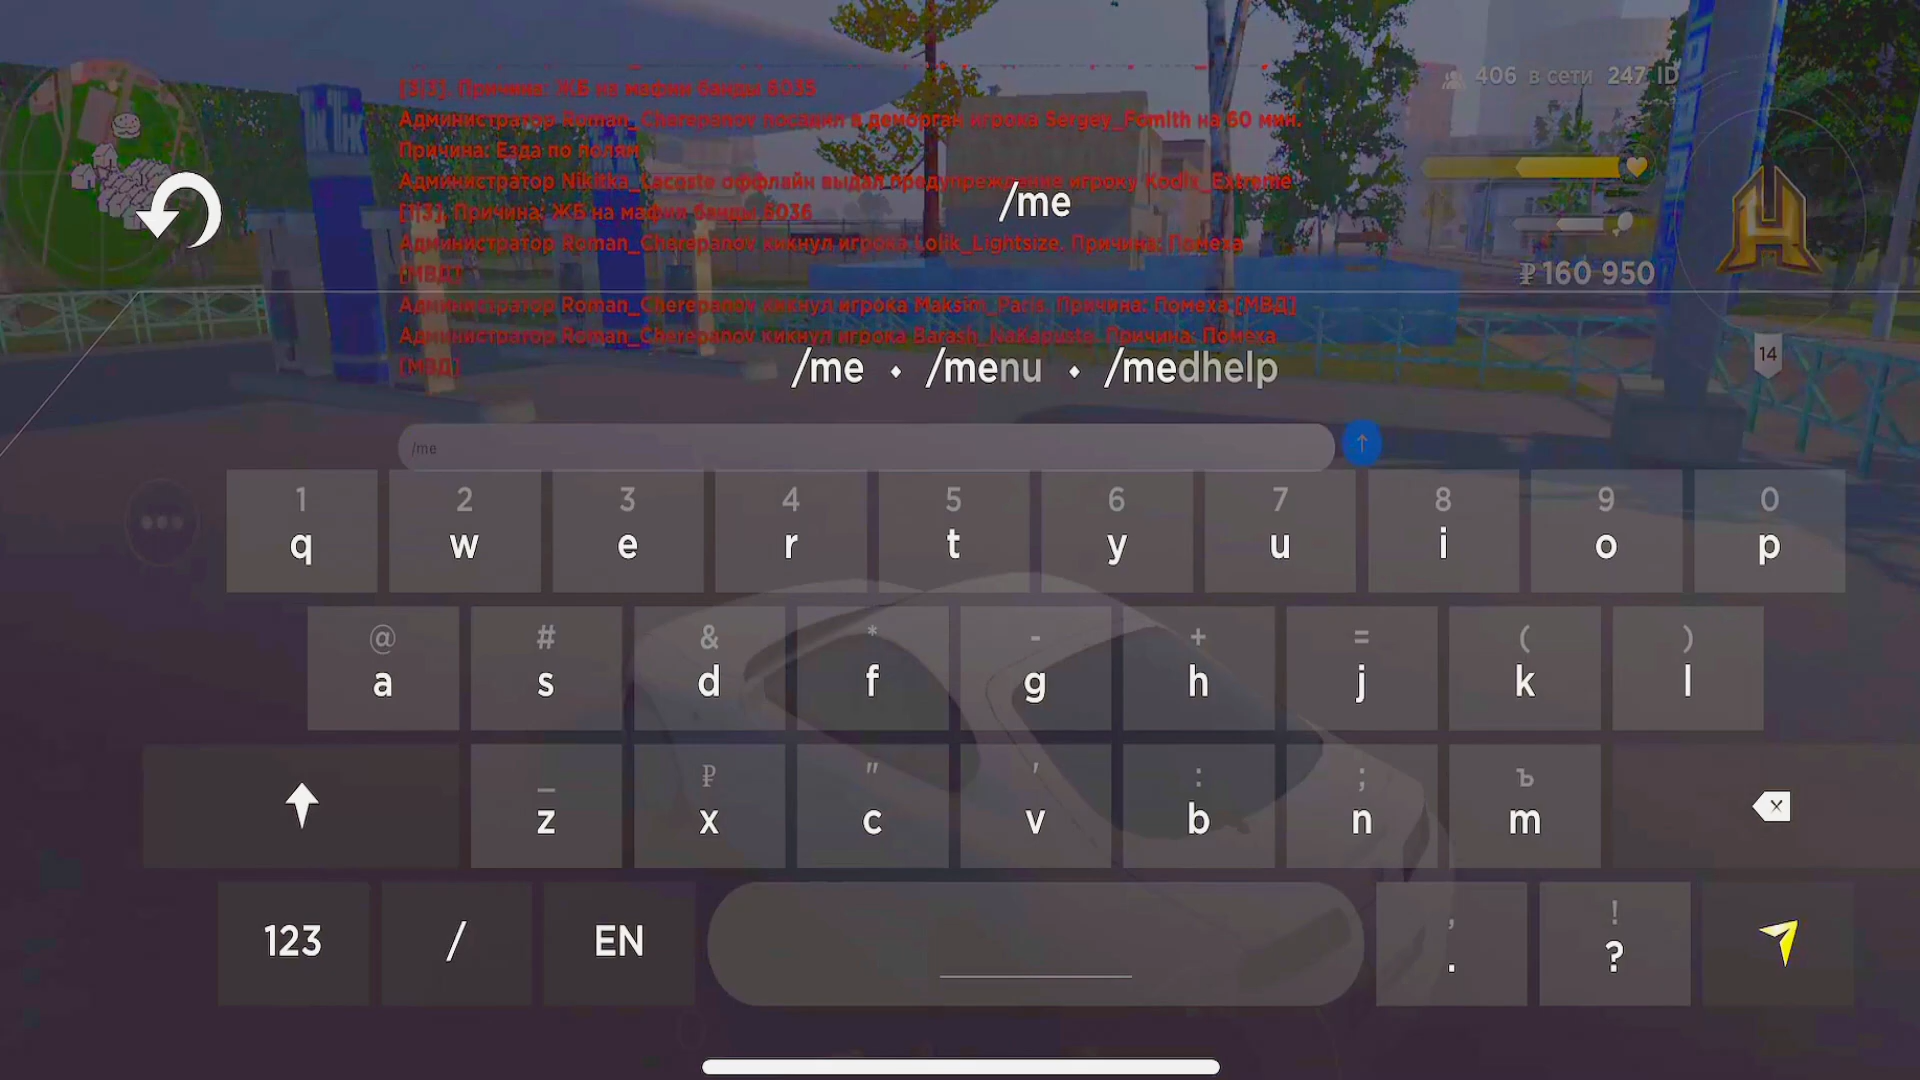 [3|3]. Причина: ЖБ на мафии банды 8035
Администратор Roman_Cherepanov посадил в деморган игрока Sergey_Fomith на 60 мин.
Причина: Езда по полям
Администратор Nikitka_Lacoste оффлайн выдал предупреждение игроку Kodik_Extreme
[1|3]. Причина: ЖБ на мафии банды 8036
Администратор Roman_Cherepanov кикнул игрока Lolik_Lightsize. Причина: Помеха
[МВД]
Администратор Roman_Cherepanov кикнул игрока Maksim_Paris. Причина: Помеха [МВД]
Администратор Roman_Cherepanov кикнул игрока Barash_NaKapuste. Причина: Помеха
[МВД]
406 в сети 247 ID
₽ 160 950
14
/me
/me • /menu • /medhelp
/me
1 2 3 4 5 6 7 8 9 0
q w e r t y u i o p
@ # & * - + = ( )
a s d f g h j k l
_ ₽ " ' : ; ъ
z x c v b n m
123 / EN , . ! ?